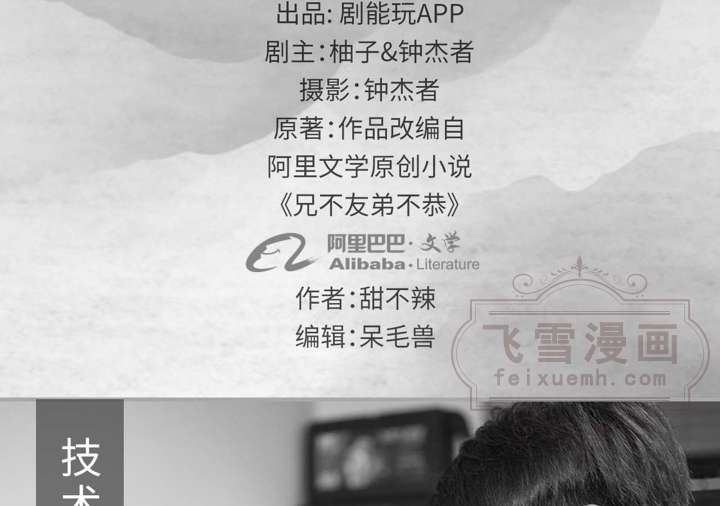 出品: 剧能玩APP
剧主:柚子&钟杰者
摄影:钟杰者
原著:作品改编自
阿里文学原创小说
《兄不友弟不恭》
阿里巴巴·文学
Alibaba·Literature
作者:甜不辣
编辑:呆毛兽
飞雪漫画
feixuemh.com
技